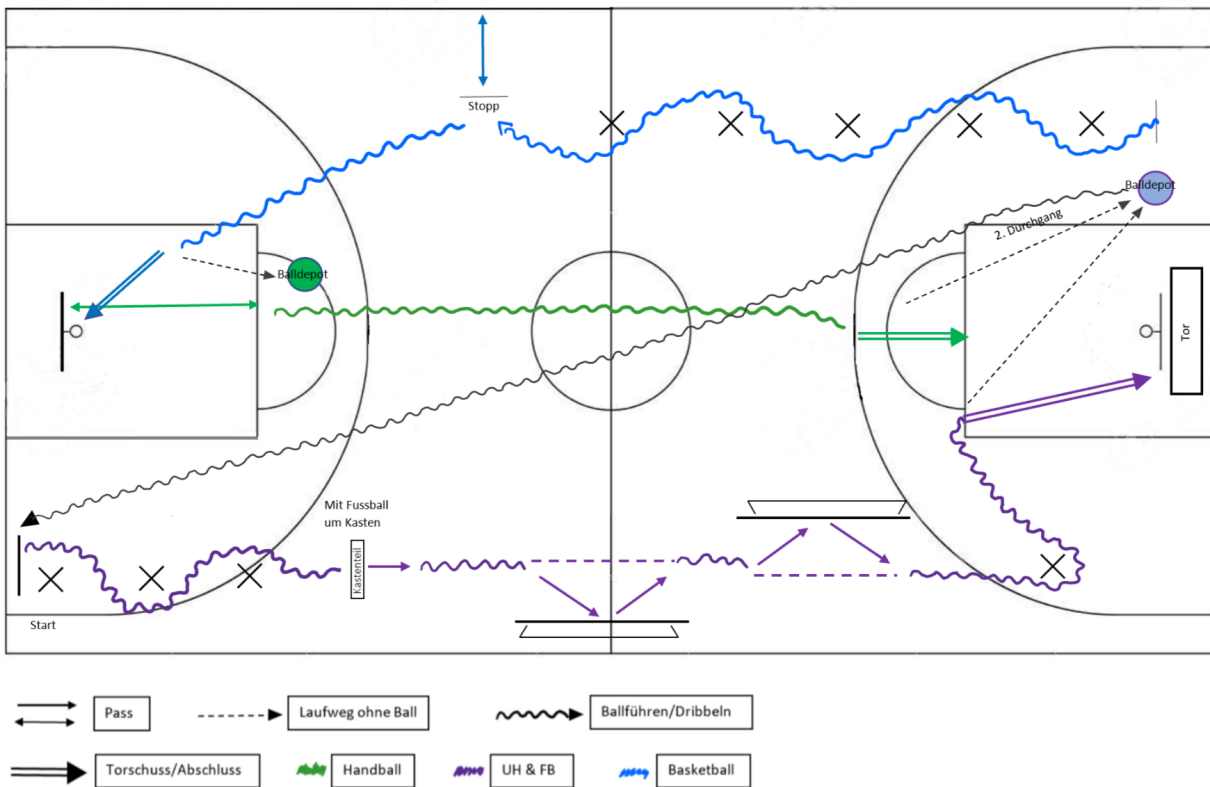 Stopp
Balldepot
2. Durchgang
Balldepot
Tor
Mit Fussball
um Kasten
Kastenteil
Start
Pass
Laufweg ohne Ball
Ballführen/Dribbeln
Torschuss/Abschluss
Handball
UH & FB
Basketball